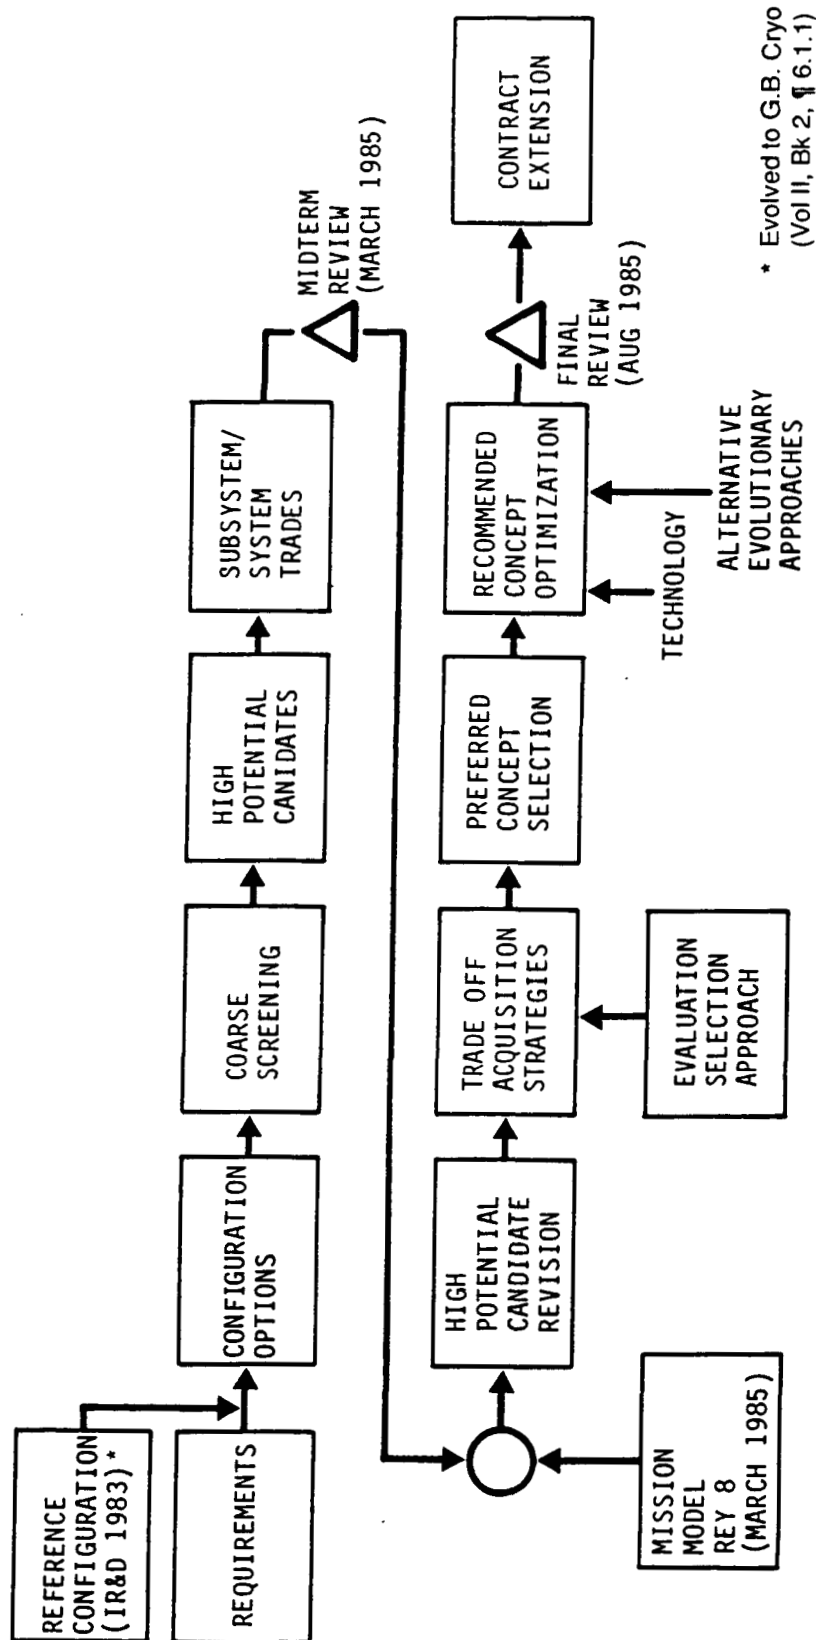 REFERENCE
CONFIGURATION
(IR&D 1983)*
REQUIREMENTS
CONFIGURATION
OPTIONS
COARSE
SCREENING
HIGH
POTENTIAL
CANIDATES
SUBSYSTEM/
SYSTEM
TRADES
MIDTERM
REVIEW
(MARCH 1985)
MISSION
MODEL
REY 8
(MARCH 1985)
HIGH
POTENTIAL
CANDIDATE
REVISION
TRADE OFF
ACQUISITION
STRATEGIES
EVALUATION
SELECTION
APPROACH
PREFERRED
CONCEPT
SELECTION
RECOMMENDED
CONCEPT
OPTIMIZATION
TECHNOLOGY
ALTERNATIVE
EVOLUTIONARY
APPROACHES
FINAL
REVIEW
(AUG 1985)
CONTRACT
EXTENSION
* Evolved to G.B. Cryo
(Vol II, Bk 2, ¶ 6.1.1)